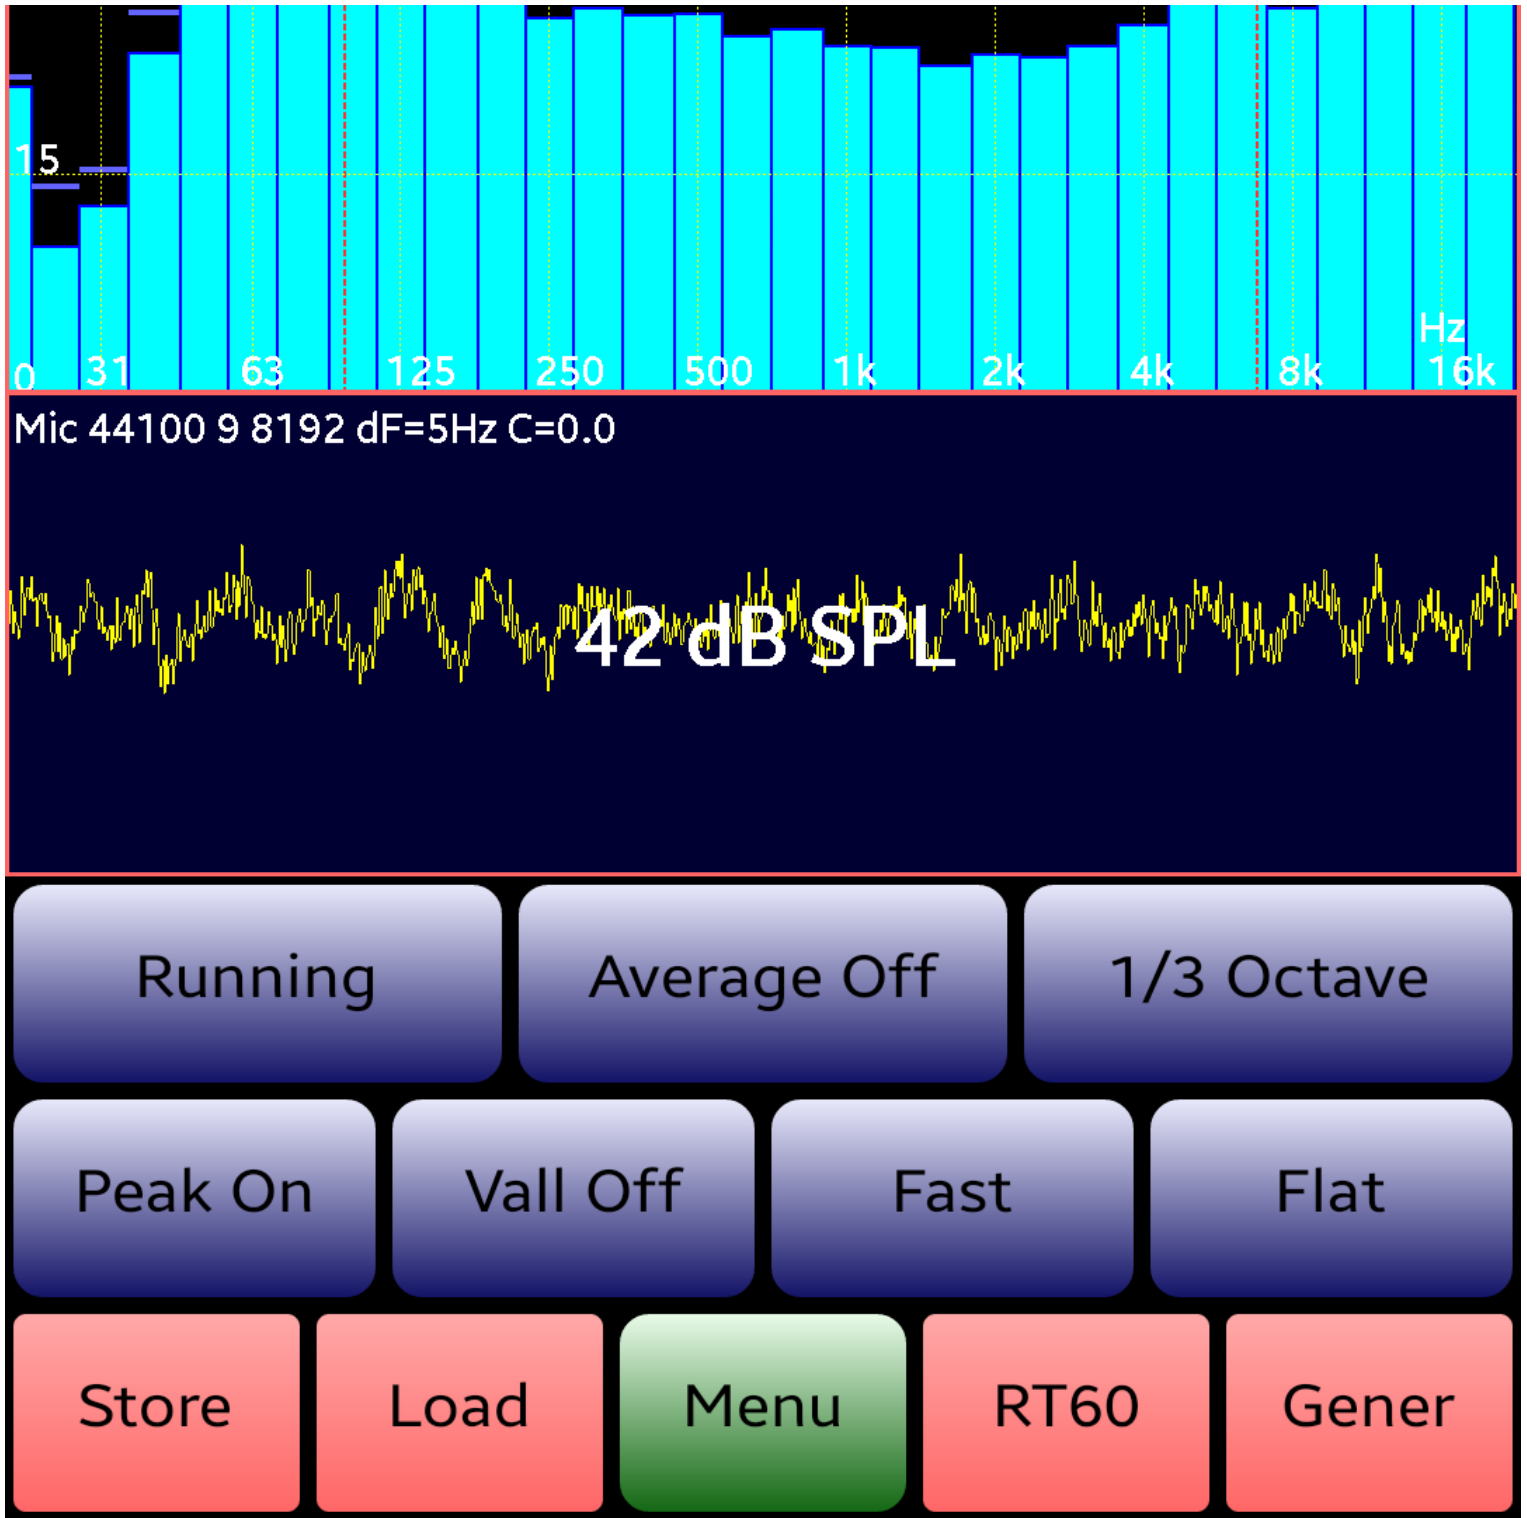 15
Hz
0 31 63 125 250 500 1k 2k 4k 8k 16k
Mic 44100 9 8192 dF=5Hz C=0.0
42 dB SPL
Running Average Off 1/3 Octave
Peak On Vall Off Fast Flat
Store Load Menu RT60 Gener